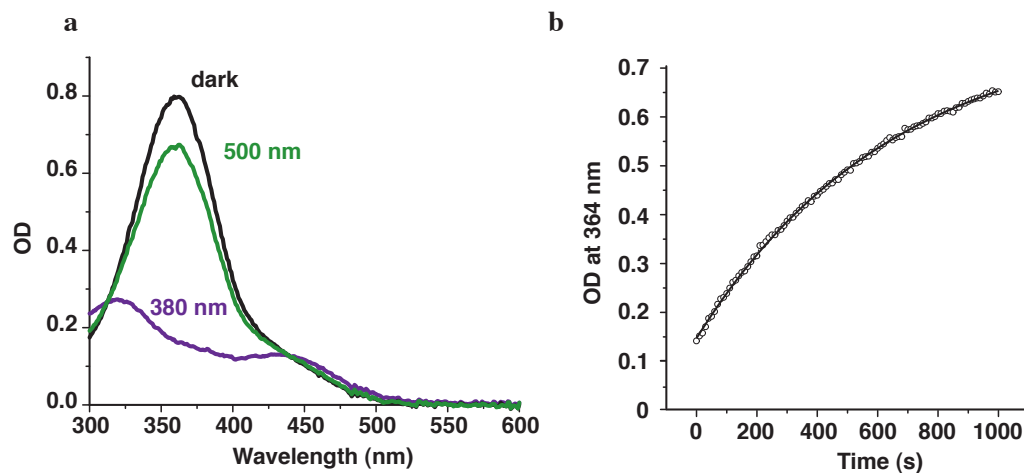 a
dark
500 nm
380 nm
OD
0.8
0.6
0.4
0.2
0.0
300 350 400 450 500 550 600
Wavelength (nm)
b
OD at 364 nm
0.7
0.6
0.5
0.4
0.3
0.2
0.1
0
0 200 400 600 800 1000
Time (s)